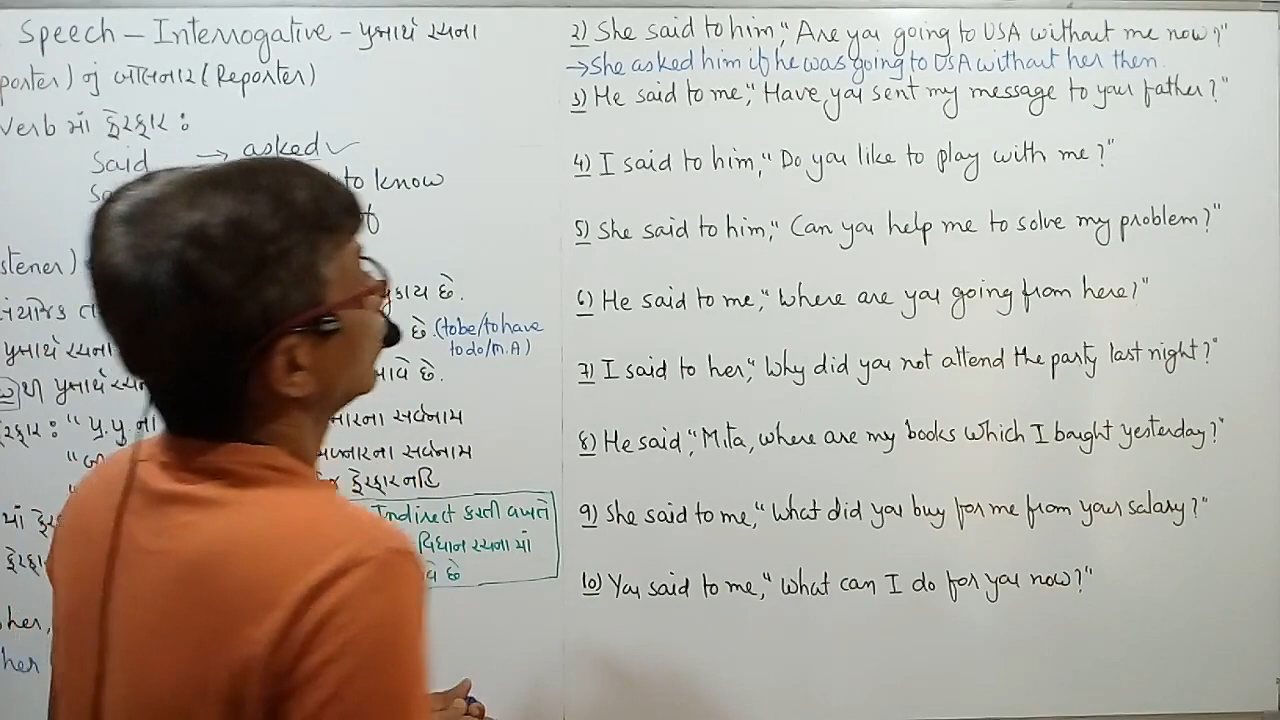 Speech – Interrogative – પ્રશ્નાર્થ રચના
porter) નું બોલનાર (Reporter)
Verb માં ફેરફાર :
Said → asked ✓
to know
of
stener)
મુકાય છે.
છે. (to be/to have
to do/M.A)
પ્રશ્નાર્થ રચના આવે છે.
થી પ્રશ્નાર્થ
સર્વનામ
સર્વનામ
ફેરફાર નહિ
Indirect કરતી વખતે
વિધાન રચના માં
છે
her,
her
2) She said to him, "Are you going to USA without me now?"
→ She asked him if he was going to USA without her then.
3) He said to me, "Have you sent my message to your father?"
4) I said to him, "Do you like to play with me?"
5) She said to him, "Can you help me to solve my problem?"
6) He said to me, "Where are you going from here?"
7) I said to her, "Why did you not attend the party last night?"
8) He said, "Mita, where are my books which I bought yesterday?"
9) She said to me, "What did you buy for me from your salary?"
10) You said to me, "What can I do for you now?"